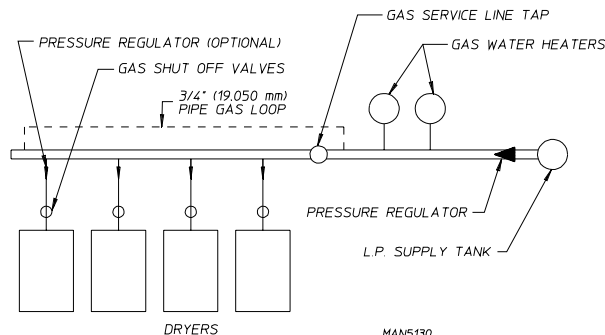 GAS SERVICE LINE TAP
PRESSURE REGULATOR (OPTIONAL)
GAS WATER HEATERS
GAS SHUT OFF VALVES
3/4" (19.050 mm)
PIPE GAS LOOP
PRESSURE REGULATOR
L.P. SUPPLY TANK
DRYERS
MAN5130